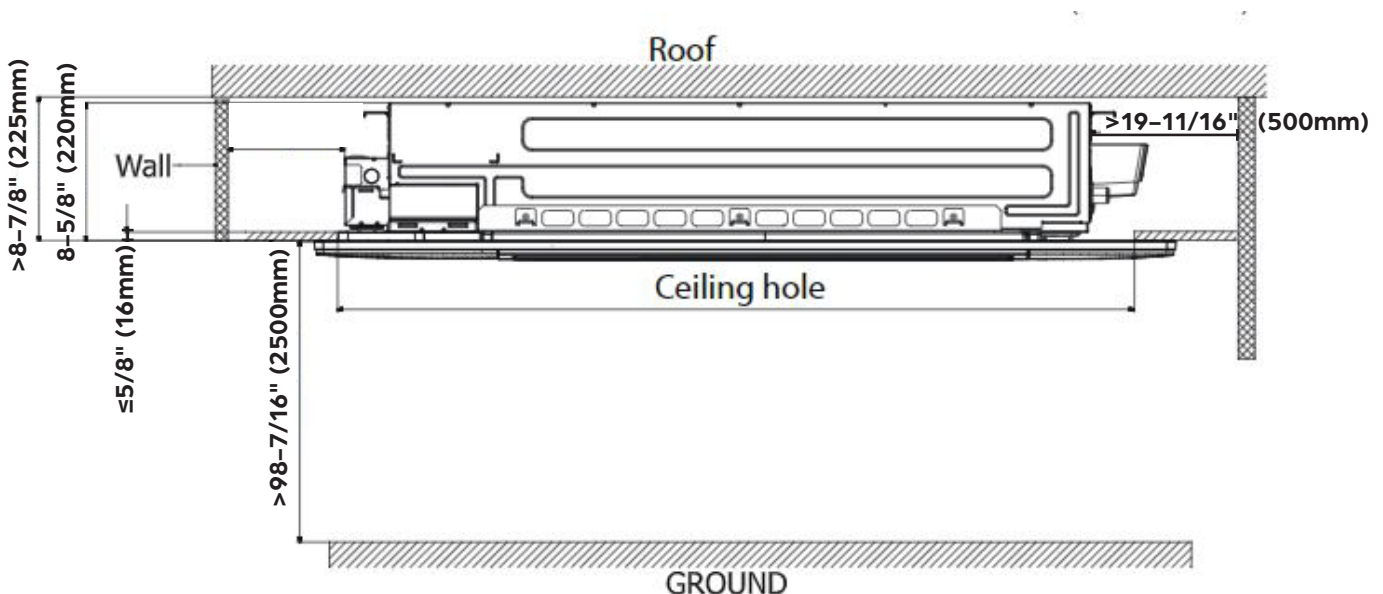 Roof
>8-7/8" (225mm)
8-5/8" (220mm)
Wall
>19-11/16" (500mm)
≤5/8" (16mm)
>98-7/16" (2500mm)
Ceiling hole
GROUND